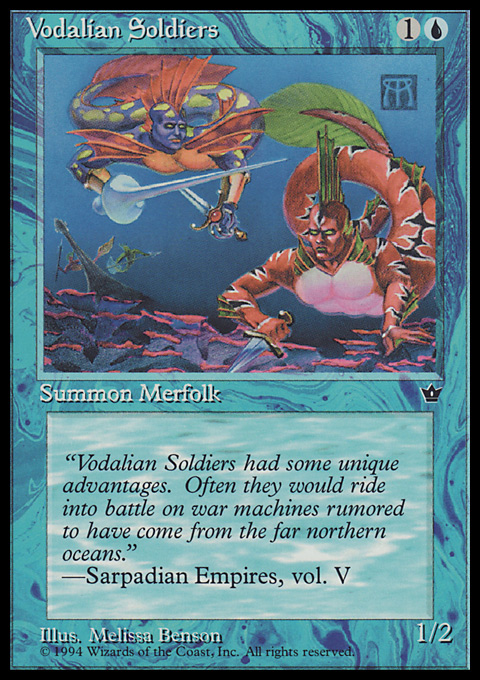 Vodalian Soldiers 1
Summon Merfolk
“Vodalian Soldiers had some unique
advantages. Often they would ride
into battle on war machines rumored
to have come from the far northern
oceans.”
—Sarpadian Empires, vol. V
Illus. Melissa Benson 1/2
© 1994 Wizards of the Coast, Inc. All rights reserved.